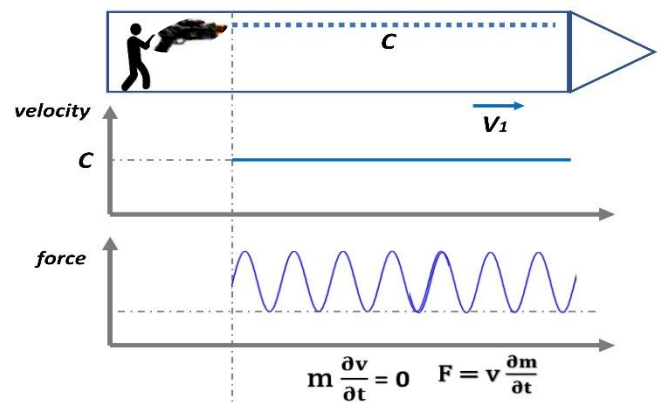 C
V₁
velocity
C
force
m ∂v/∂t = 0 F = v ∂m/∂t